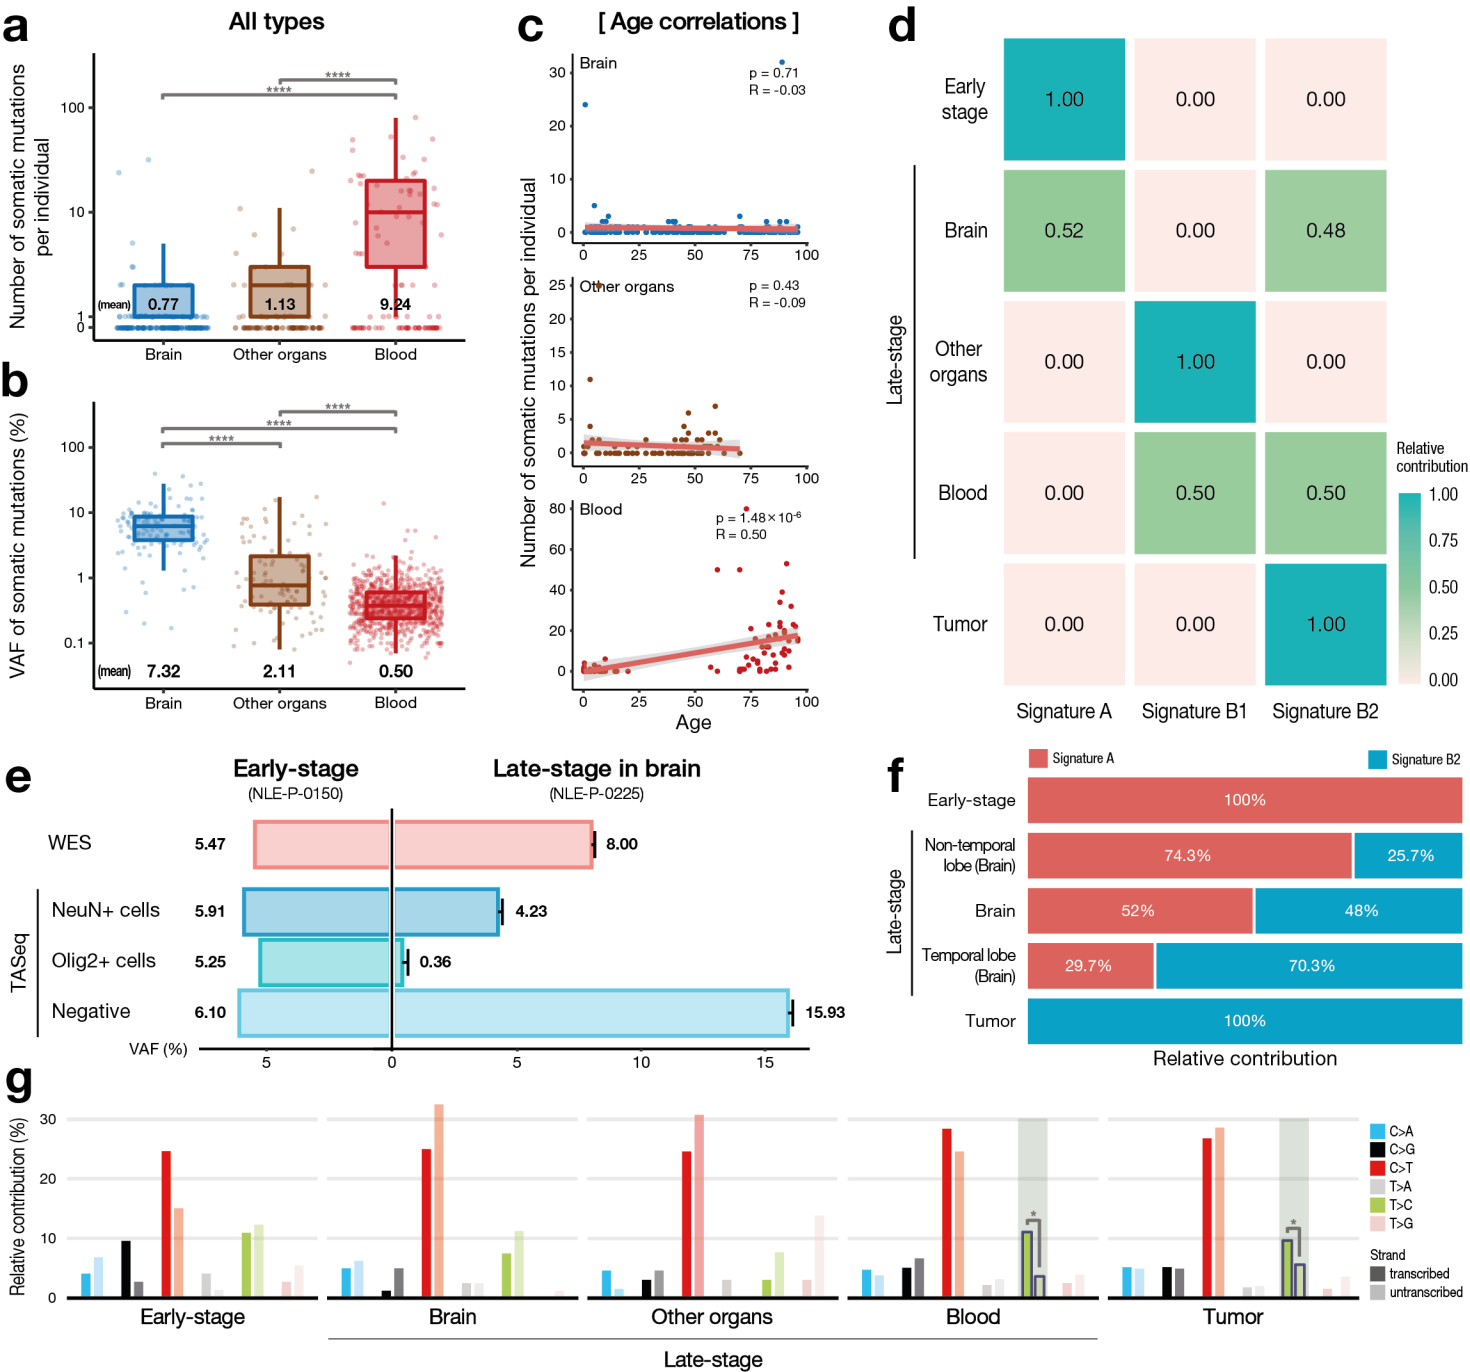 a
All types
Number of somatic mutations
per individual
100
10
1
0
****
****
(mean)
0.77
1.13
9.24
Brain
Other organs
Blood
b
VAF of somatic mutations (%)
100
10
1
0.1
****
****
****
(mean)
7.32
2.11
0.50
Brain
Other organs
Blood
c
[ Age correlations ]
Number of somatic mutations per individual
Brain
p = 0.71
R = -0.03
30
20
10
0
0
25
50
75
100
Other organs
p = 0.43
R = -0.09
25
20
15
10
5
0
0
25
50
75
100
Blood
p = 1.48×10-6
R = 0.50
80
60
40
20
0
0
25
50
75
100
Age
d
Early
stage
1.00
0.00
0.00
Late-stage
Brain
0.52
0.00
0.48
Other
organs
0.00
1.00
0.00
Blood
0.00
0.50
0.50
Tumor
0.00
0.00
1.00
Signature A
Signature B1
Signature B2
Relative
contribution
1.00
0.75
0.50
0.25
0.00
e
Early-stage
(NLE-P-0150)
Late-stage in brain
(NLE-P-0225)
WES
5.47
8.00
TASeq
NeuN+ cells
5.91
4.23
Olig2+ cells
5.25
0.36
Negative
6.10
15.93
VAF (%)
5
0
5
10
15
f
Signature A
Signature B2
Early-stage
100%
Late-stage
Non-temporal
lobe (Brain)
74.3%
25.7%
Brain
52%
48%
Temporal lobe
(Brain)
29.7%
70.3%
Tumor
100%
Relative contribution
g
Relative contribution (%)
30
20
10
0
*
*
Early-stage
Brain
Other organs
Blood
Tumor
Late-stage
C>A
C>G
C>T
T>A
T>C
T>G
Strand
transcribed
untranscribed